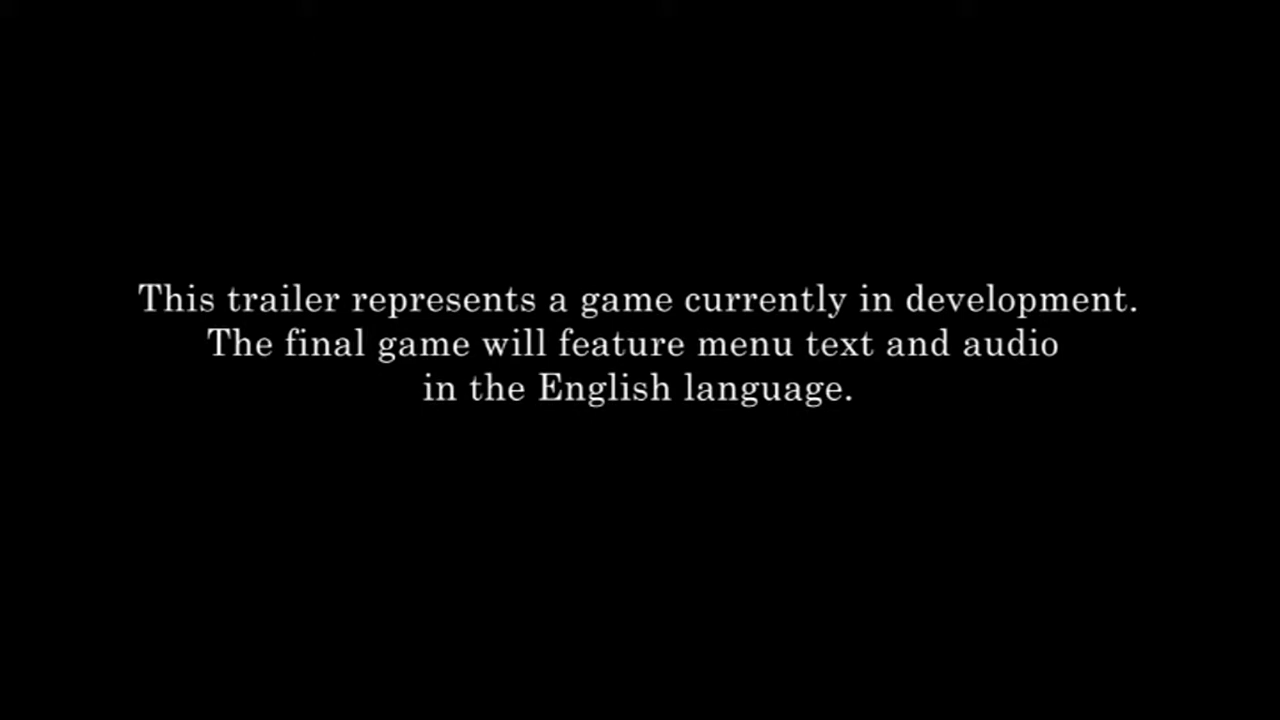 This trailer represents a game currently in development.
The final game will feature menu text and audio
in the English language.